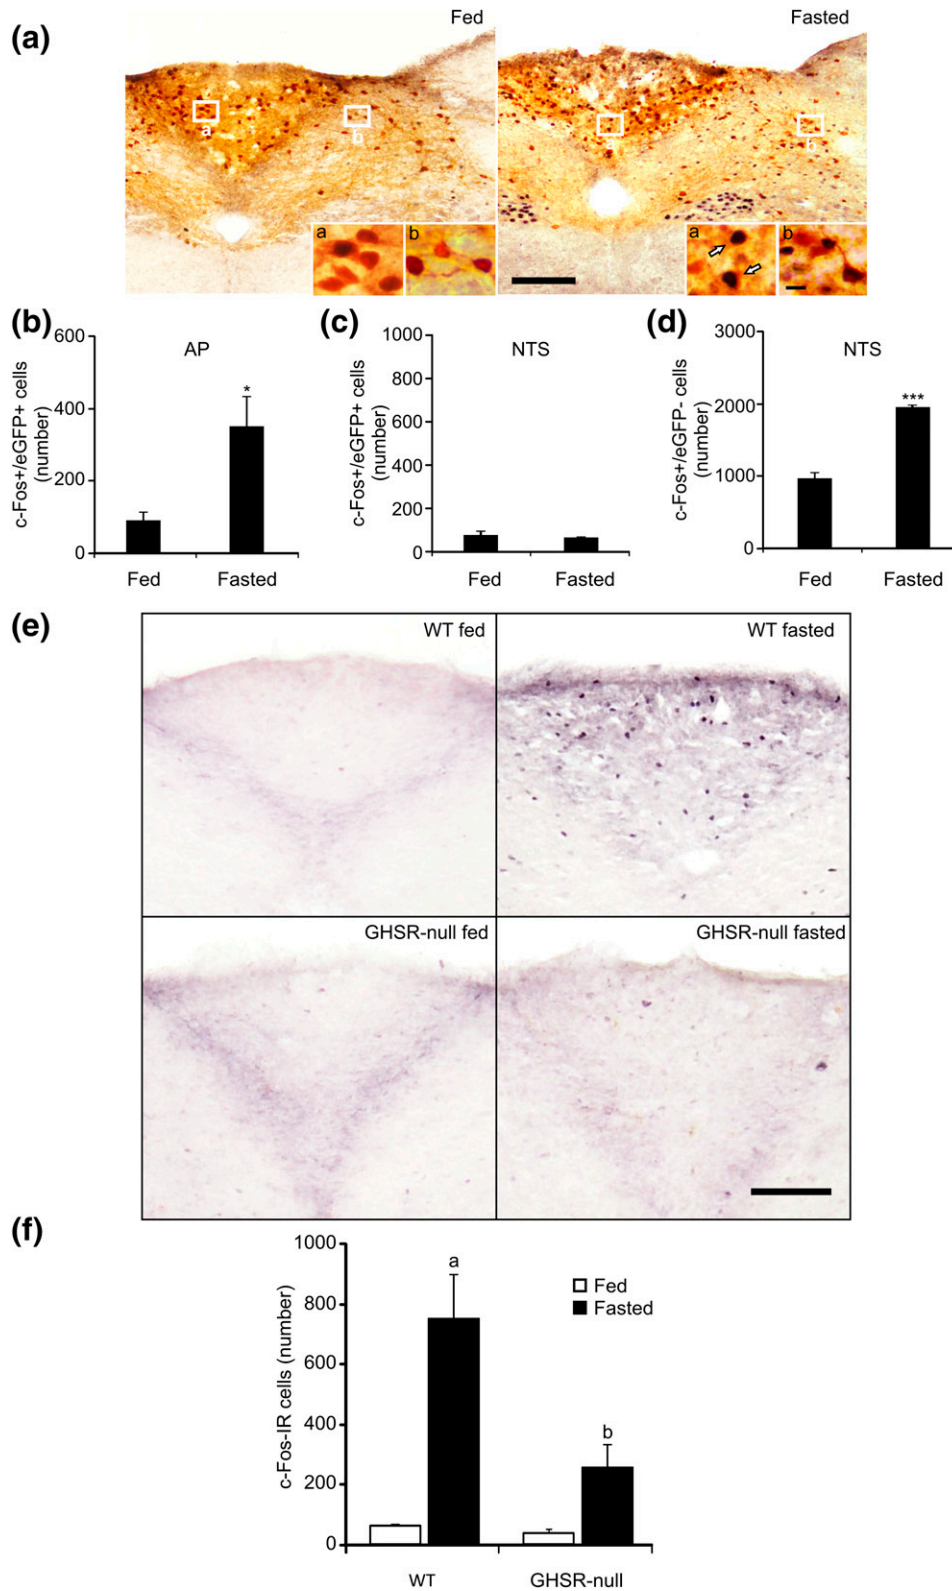 (a)
Fed
Fasted
a
b
a
b
a
b
a
b
(b)
(c)
(d)
AP
c-Fos+/eGFP+ cells
(number)
600
400
200
0
*
Fed
Fasted
NTS
c-Fos+/eGFP+ cells
(number)
1000
800
600
400
200
0
Fed
Fasted
NTS
c-Fos+/eGFP- cells
(number)
3000
2000
1000
0
***
Fed
Fasted
(e)
WT fed
WT fasted
GHSR-null fed
GHSR-null fasted
(f)
c-Fos-IR cells (number)
1000
800
600
400
200
0
a
b
Fed
Fasted
WT
GHSR-null